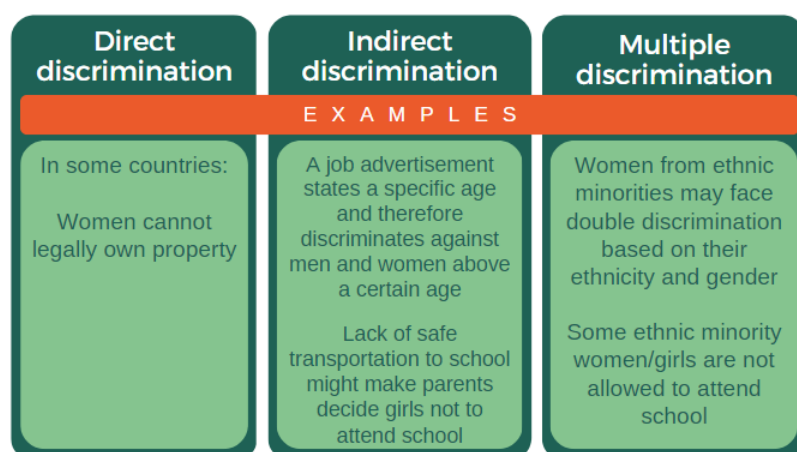 Direct
discrimination
Indirect
discrimination
Multiple
discrimination
EXAMPLES
In some countries:
Women cannot
legally own property
A job advertisement
states a specific age
and therefore
discriminates against
men and women above
a certain age
Lack of safe
transportation to school
might make parents
decide girls not to
attend school
Women from ethnic
minorities may face
double discrimination
based on their
ethnicity and gender
Some ethnic minority
women/girls are not
allowed to attend
school